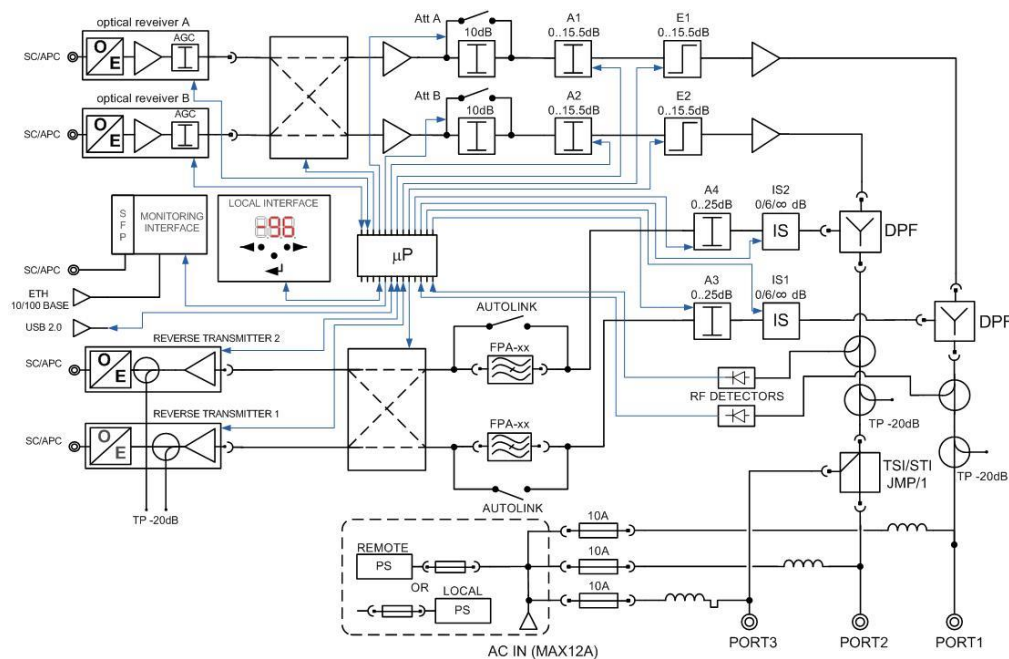 optical reveiver A
AGC
SC/APC
O
E
Att A
10dB
A1
0..15.5dB
E1
0..15.5dB
optical reveiver B
AGC
SC/APC
O
E
Att B
10dB
A2
0..15.5dB
E2
0..15.5dB
SFP
MONITORING
INTERFACE
LOCAL INTERFACE
-96
µP
A4
0..25dB
IS2
0/6/∞ dB
IS
DPF
SC/APC
ETH
10/100 BASE
USB 2.0
A3
0..25dB
IS1
0/6/∞ dB
IS
DPF
AUTOLINK
FPA-xx
REVERSE TRANSMITTER 2
SC/APC
O
E
RF DETECTORS
TP -20dB
REVERSE TRANSMITTER 1
SC/APC
O
E
FPA-xx
AUTOLINK
TP -20dB
TSI/STI
JMP/1
TP -20dB
REMOTE
PS
OR
LOCAL
PS
10A
10A
10A
AC IN (MAX12A)
PORT3
PORT2
PORT1